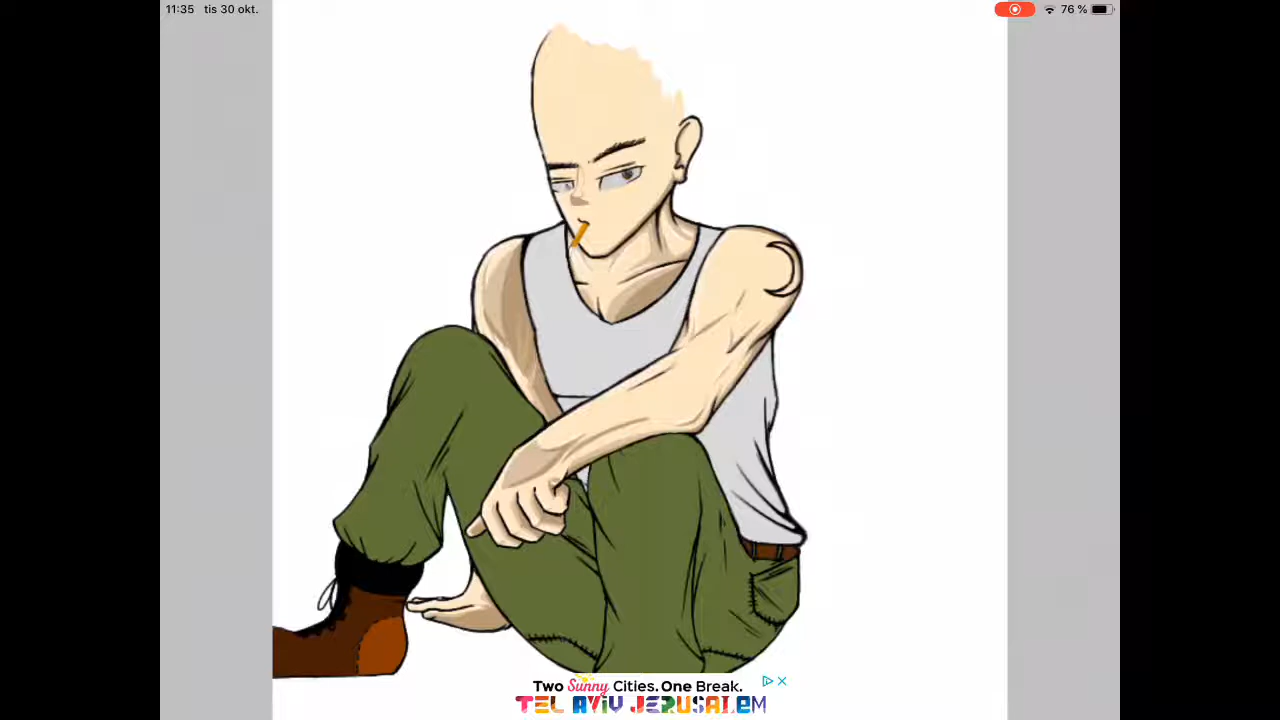 11:35 tis 30 okt. 76 %
Two Sunny Cities. One Break.
TEL AVIV JERUSALEM